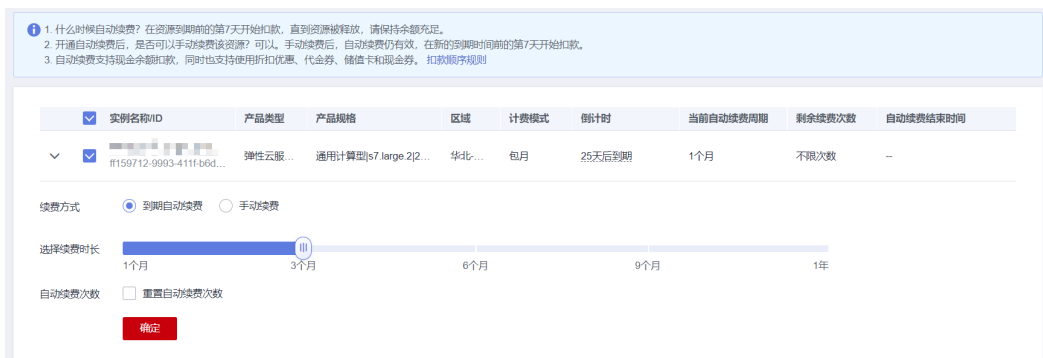 1. 什么时候自动续费？在资源到期前的第7天开始扣款，直到资源被释放，请保持余额充足。
2. 开通自动续费后，是否可以手动续费该资源？可以。手动续费后，自动续费仍有效，在新的到期时间前的第7天开始扣款。
3. 自动续费支持现金余额扣款，同时也支持使用折扣优惠、代金券、储值卡和现金券。 扣款顺序规则
实例名称/ID 产品类型 产品规格 区域 计费模式 倒计时 当前自动续费周期 剩余续费次数 自动续费结束时间
弹性云服... 通用计算型|s7.large.2|2... 华北-... 包月 25天后到期 1个月 不限次数 --
ff159712-9993-411f-b6d...
续费方式 到期自动续费 手动续费
选择续费时长
1个月 3个月 6个月 9个月 1年
自动续费次数 重置自动续费次数
确定